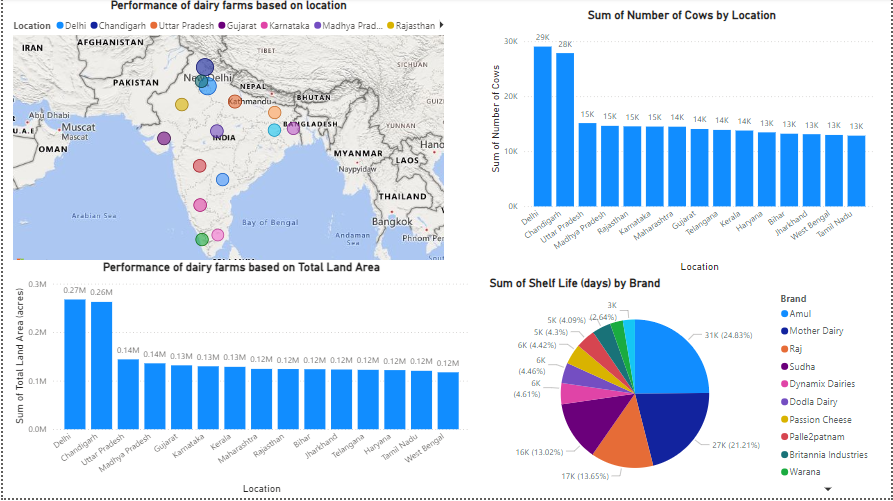 Performance of dairy farms based on location
Location Delhi Chandigarh Uttar Pradesh Gujarat Karnataka Madhya Prad... Rajasthan
IRAN
AFGHANISTAN
TIBET
SICHUAN
PAKISTAN
New Delhi
NEPAL
Kathmandu
BHUTAN
GUIZ
Abu Dhabi
U.A.E.
Muscat
Mascat
OMAN
INDIA
BANGLADESH
YUNNAN
MYANMAR
Naypyidaw
Hano
LAOS
THAILAND
Bangkok
Phnom Per
Arabian Sea
Bay of Bengal
Andaman
Sea
Sum of Number of Cows by Location
Sum of Number of Cows
30K
20K
10K
0K
29K 28K 15K 15K 15K 15K 14K 14K 14K 14K 13K 13K 13K 13K 13K
Delhi
Chandigarh
Uttar Pradesh
Madhya Pradesh
Rajasthan
Karnataka
Maharashtra
Gujarat
Telangana
Kerala
Haryana
Bihar
Jharkhand
West Bengal
Tamil Nadu
Location
Performance of dairy farms based on Total Land Area
Sum of Total Land Area (acres)
0.3M
0.2M
0.1M
0.0M
0.27M 0.26M 0.14M 0.14M 0.13M 0.13M 0.13M 0.12M 0.12M 0.12M 0.12M 0.12M 0.12M 0.12M 0.12M
Delhi
Chandigarh
Uttar Pradesh
Madhya Pradesh
Gujarat
Karnataka
Kerala
Maharashtra
Rajasthan
Bihar
Jharkhand
Telangana
Haryana
Tamil Nadu
West Bengal
Location
Sum of Shelf Life (days) by Brand
31K (24.83%)
27K (21.21%)
17K (13.65%)
16K (13.02%)
6K
(4.61%)
6K
(4.46%)
6K (4.42%)
5K (4.3%)
5K (4.09%)
3K
(2.64%)
Brand
Amul
Mother Dairy
Raj
Sudha
Dynamix Dairies
Dodla Dairy
Passion Cheese
Palle2patnam
Britannia Industries
Warana